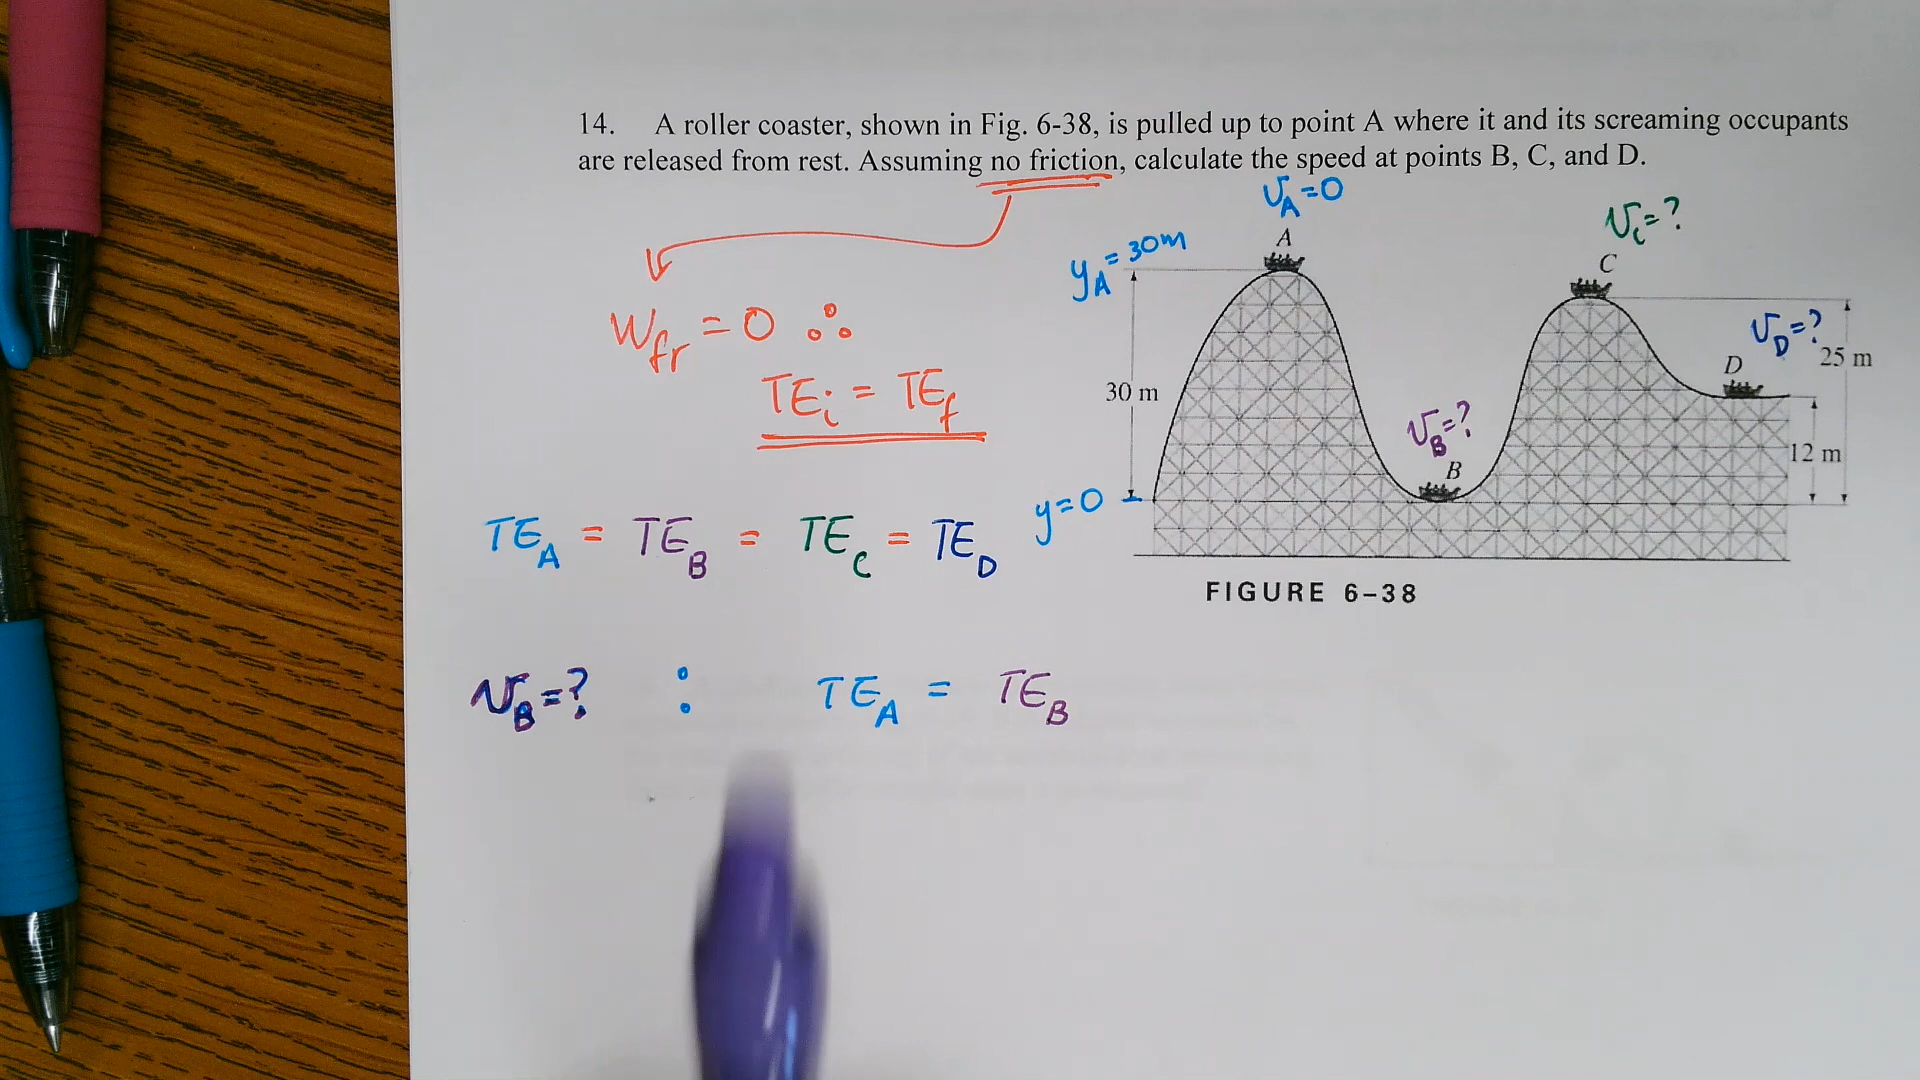 14. A roller coaster, shown in Fig. 6-38, is pulled up to point A where it and its screaming occupants
are released from rest. Assuming no friction, calculate the speed at points B, C, and D.
v_A = 0
v_C = ?
y_A = 30m
A
C
W_fr = 0 ∴
v_D = ?
25 m
D
TE_i = TE_f
30 m
v_B = ?
B
12 m
y = 0
TE_A = TE_B = TE_C = TE_D
FIGURE 6-38
v_B = ? : TE_A = TE_B